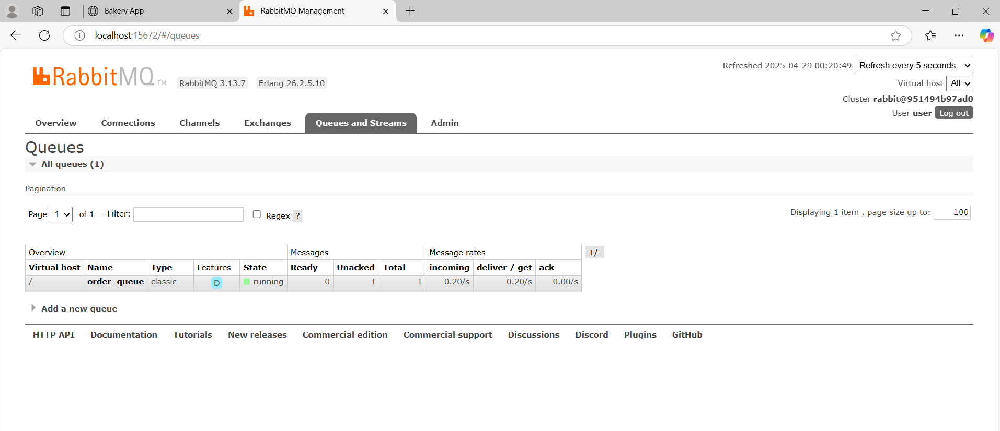 Bakery App
RabbitMQ Management
localhost:15672/#/queues
RabbitMQ TM
RabbitMQ 3.13.7 Erlang 26.2.5.10
Refreshed 2025-04-29 00:20:49 Refresh every 5 seconds
Virtual host All
Cluster rabbit@951494b97ad0
User user Log out
Overview Connections Channels Exchanges Queues and Streams Admin
Queues
All queues (1)
Pagination
Page 1 of 1 - Filter: Regex ?
Displaying 1 item , page size up to: 100
Overview Messages Message rates +/-
Virtual host Name Type Features State Ready Unacked Total incoming deliver / get ack
/ order_queue classic D running 0 1 1 0.20/s 0.20/s 0.00/s
Add a new queue
HTTP API Documentation Tutorials New releases Commercial edition Commercial support Discussions Discord Plugins GitHub